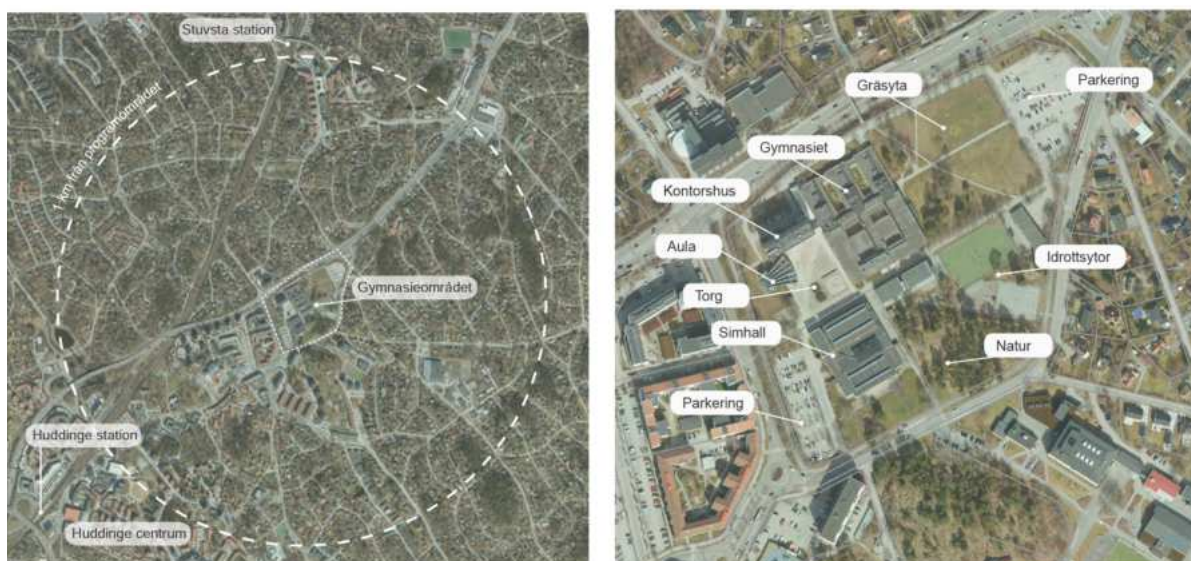 Stuvsta station
1 km från programområdet
Gymnasieområdet
Huddinge station
Huddinge centrum
Parkering
Gräsyta
Gymnasiet
Kontorshus
Aula
Idrottsytor
Torg
Simhall
Natur
Parkering